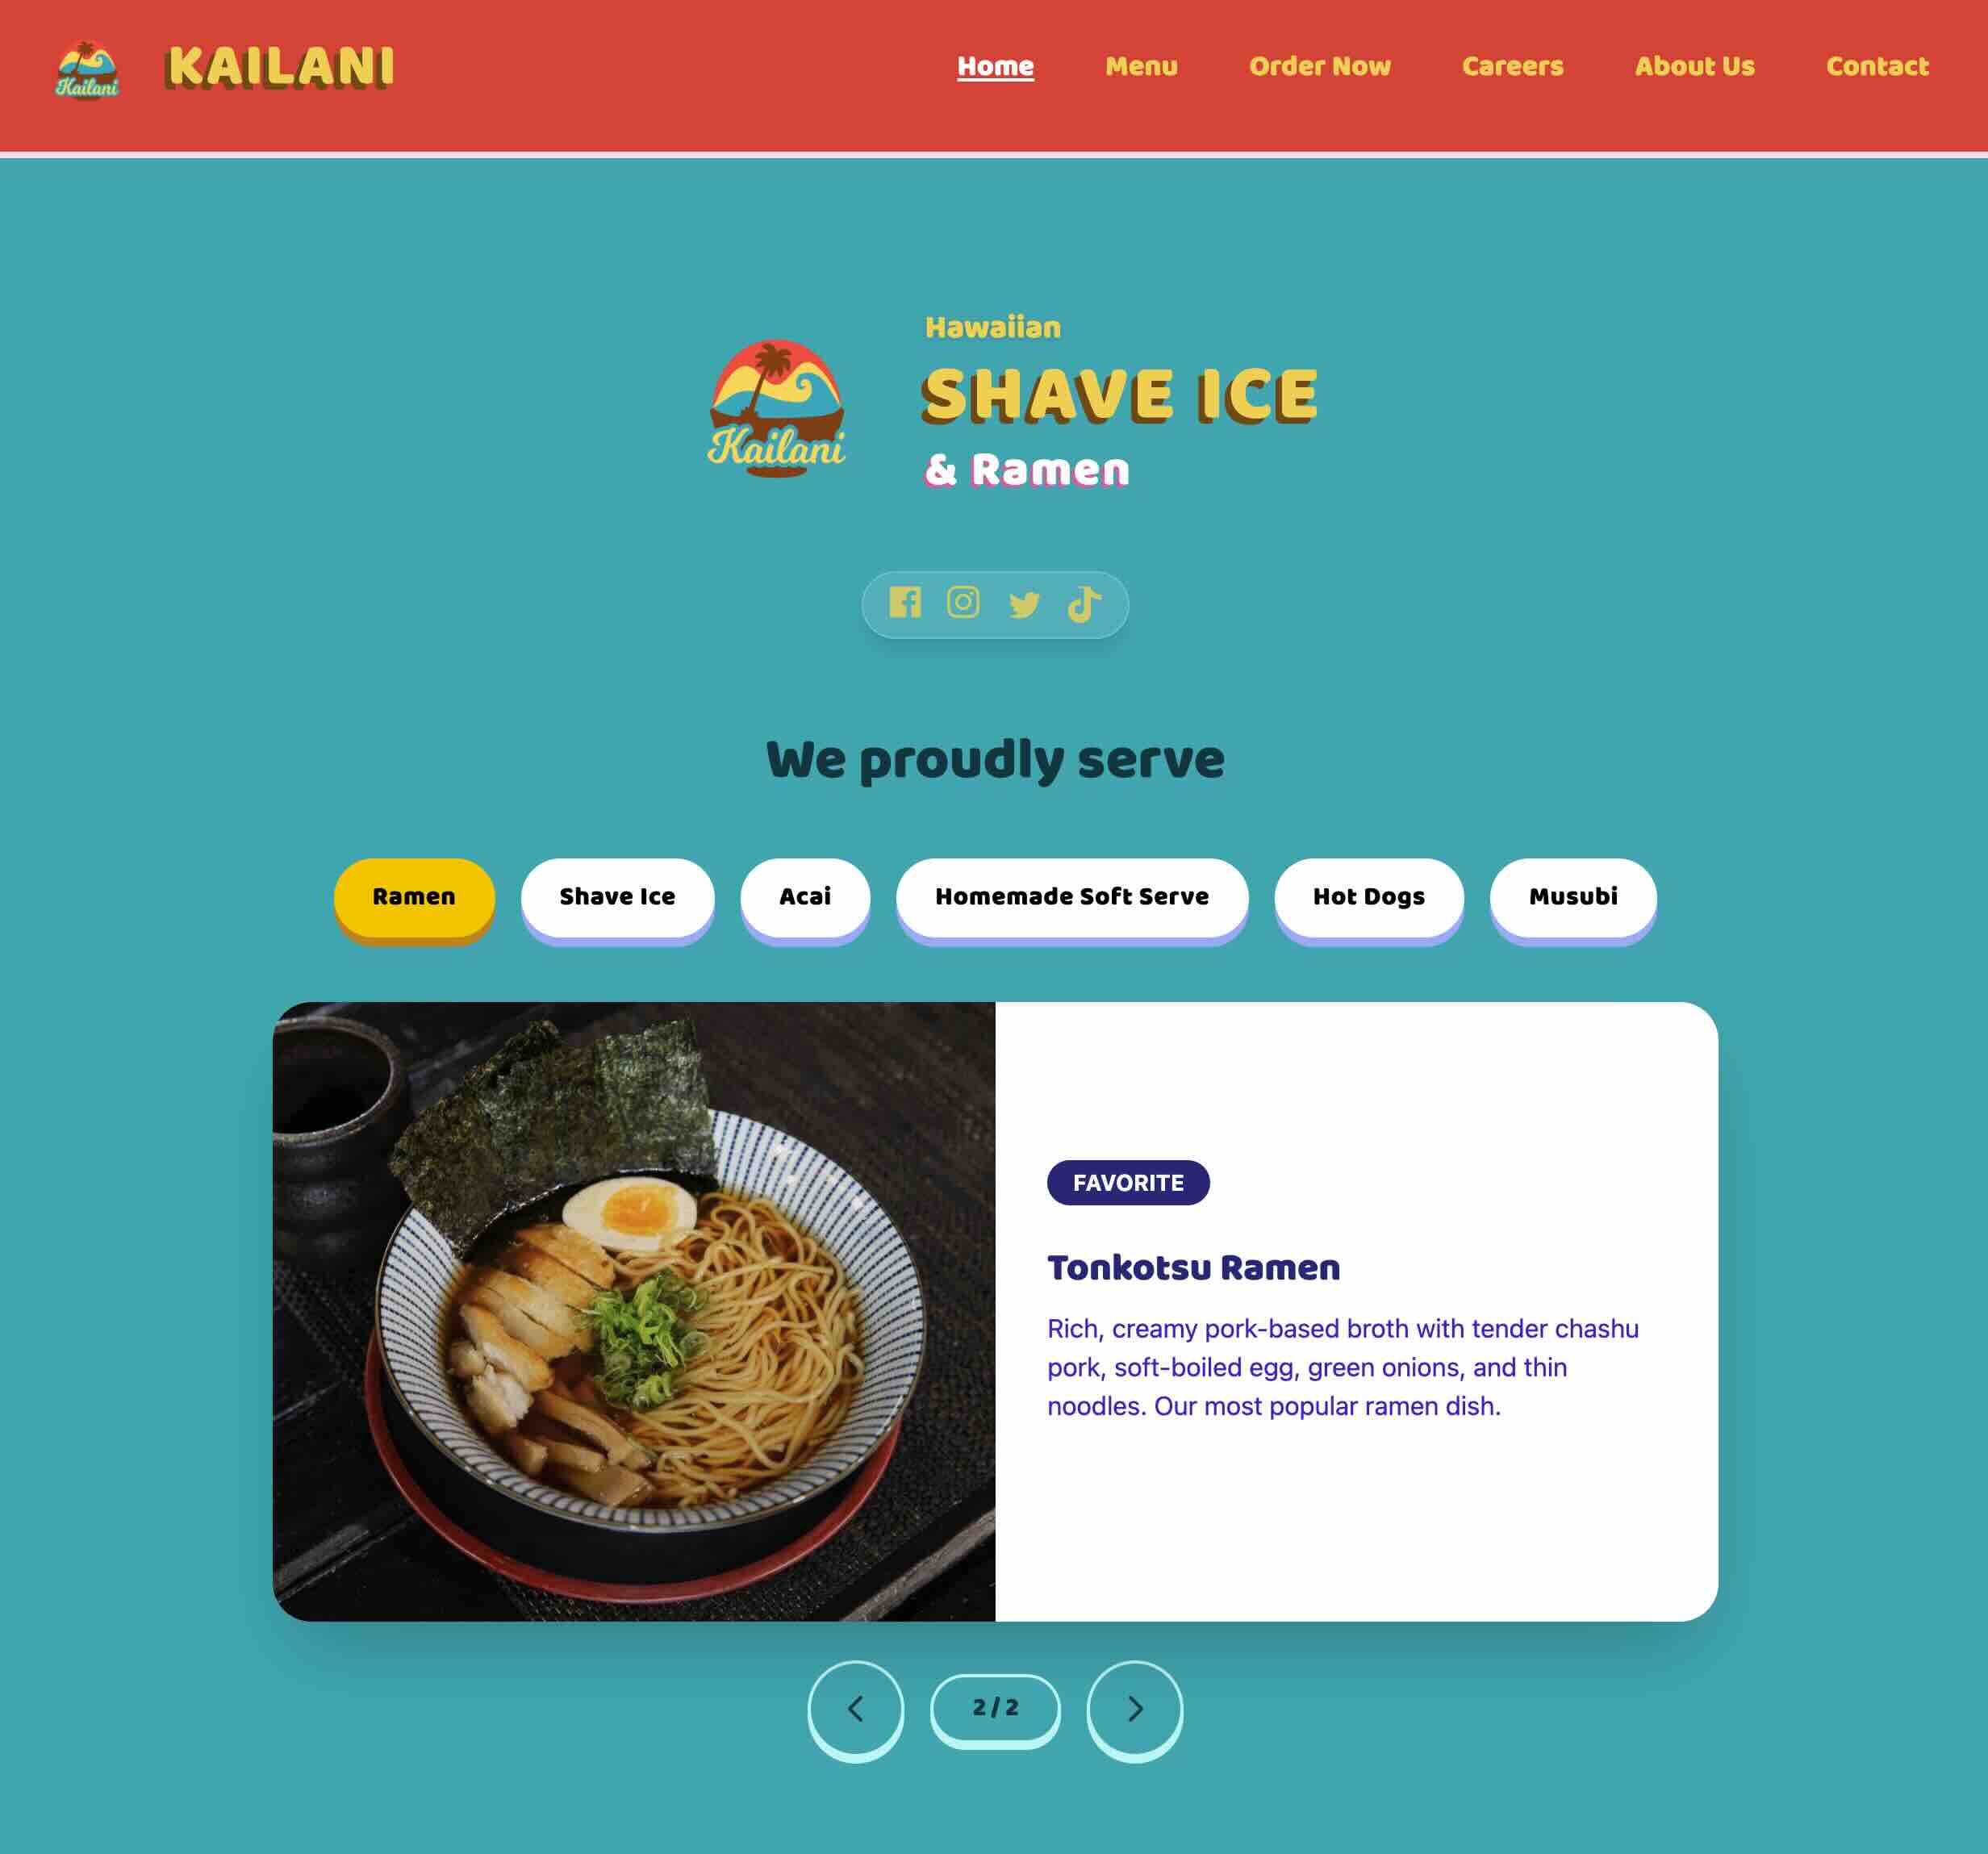 Kailani
KAILANI
Home
Menu
Order Now
Careers
About Us
Contact
Kailani
Hawaiian
SHAVE ICE
& Ramen
We proudly serve
Ramen
Shave Ice
Acai
Homemade Soft Serve
Hot Dogs
Musubi
FAVORITE
Tonkotsu Ramen
Rich, creamy pork-based broth with tender chashu
pork, soft-boiled egg, green onions, and thin
noodles. Our most popular ramen dish.
2 / 2